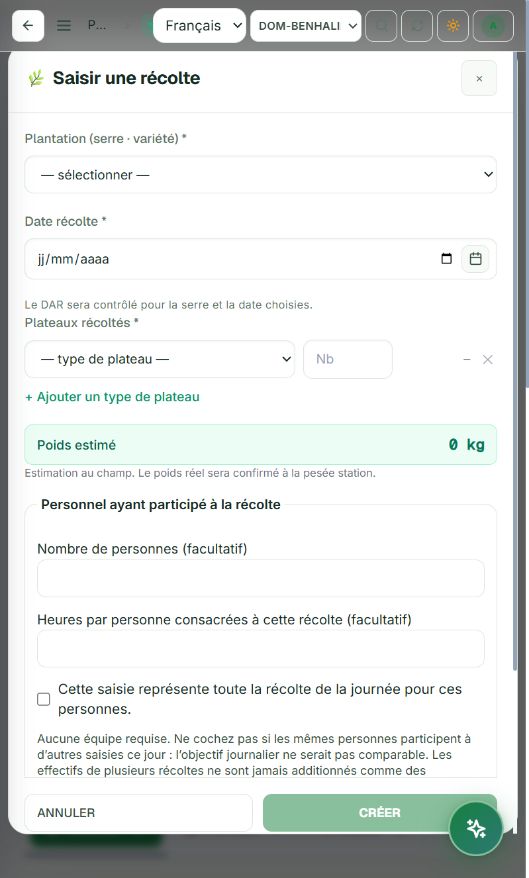 P...
Français
DOM-BENHALI
A
Saisir une récolte
×
Plantation (serre · variété) *
— sélectionner —
Date récolte *
jj/mm/aaaa
Le DAR sera contrôlé pour la serre et la date choisies.
Plateaux récoltés *
— type de plateau —
Nb
–
+ Ajouter un type de plateau
Poids estimé
0 kg
Estimation au champ. Le poids réel sera confirmé à la pesée station.
Personnel ayant participé à la récolte
Nombre de personnes (facultatif)
Heures par personne consacrées à cette récolte (facultatif)
Cette saisie représente toute la récolte de la journée pour ces
personnes.
Aucune équipe requise. Ne cochez pas si les mêmes personnes participent à
d’autres saisies ce jour : l’objectif journalier ne serait pas comparable. Les
effectifs de plusieurs récoltes ne sont jamais additionnés comme des
ANNULER
CRÉER